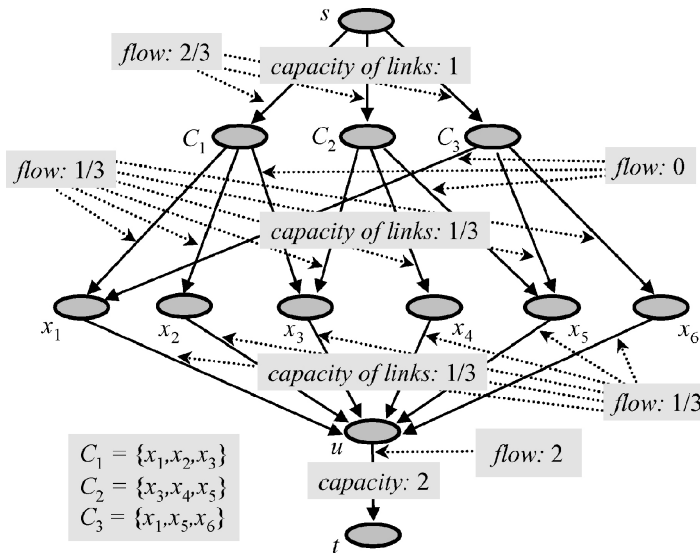 s
flow: 2/3
capacity of links: 1
C1
C2
C3
flow: 1/3
flow: 0
capacity of links: 1/3
x1
x2
x3
x4
x5
x6
capacity of links: 1/3
flow: 1/3
u
flow: 2
C1 = {x1,x2,x3}
C2 = {x3,x4,x5}
C3 = {x1,x5,x6}
capacity: 2
t